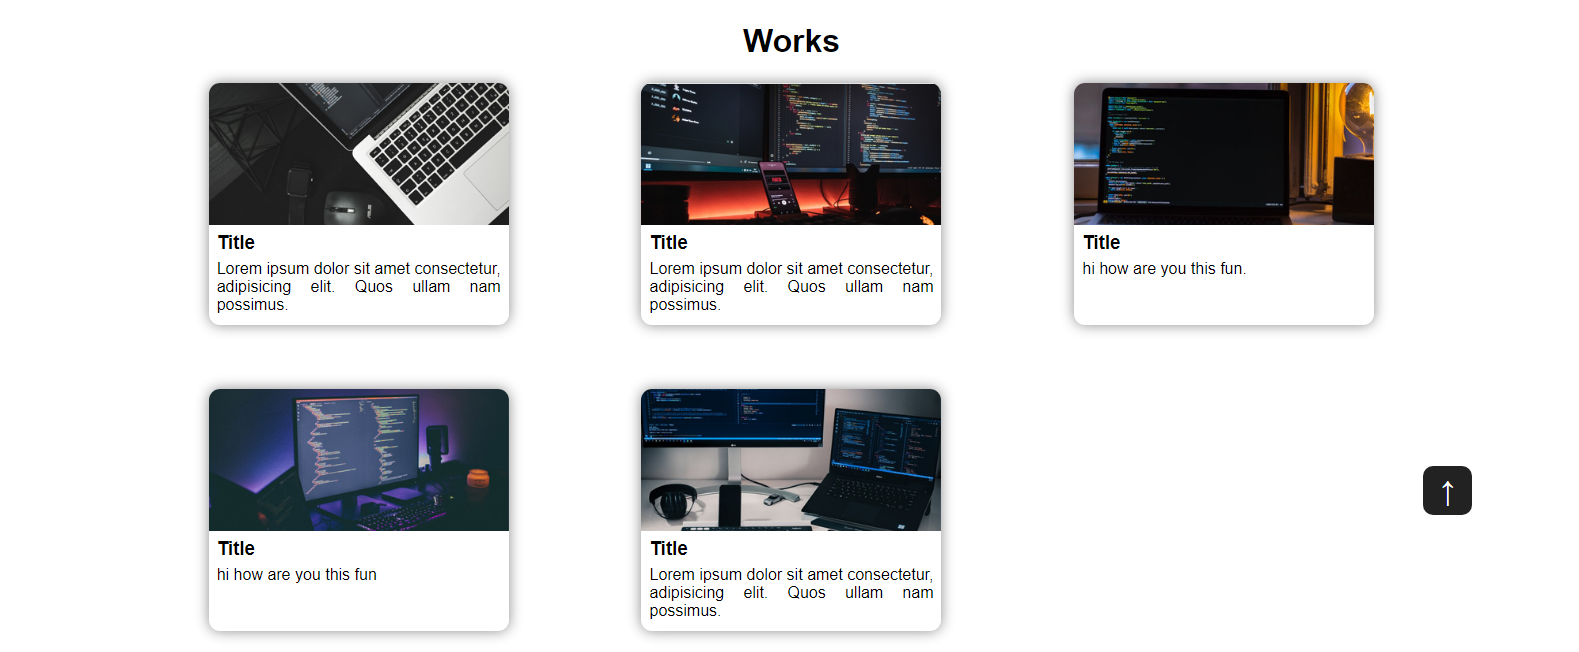 Works
Title
Lorem ipsum dolor sit amet consectetur,
adipisicing elit. Quos ullam nam
possimus.
Title
Lorem ipsum dolor sit amet consectetur,
adipisicing elit. Quos ullam nam
possimus.
Title
hi how are you this fun.
Title
hi how are you this fun
Title
Lorem ipsum dolor sit amet consectetur,
adipisicing elit. Quos ullam nam
possimus.
↑